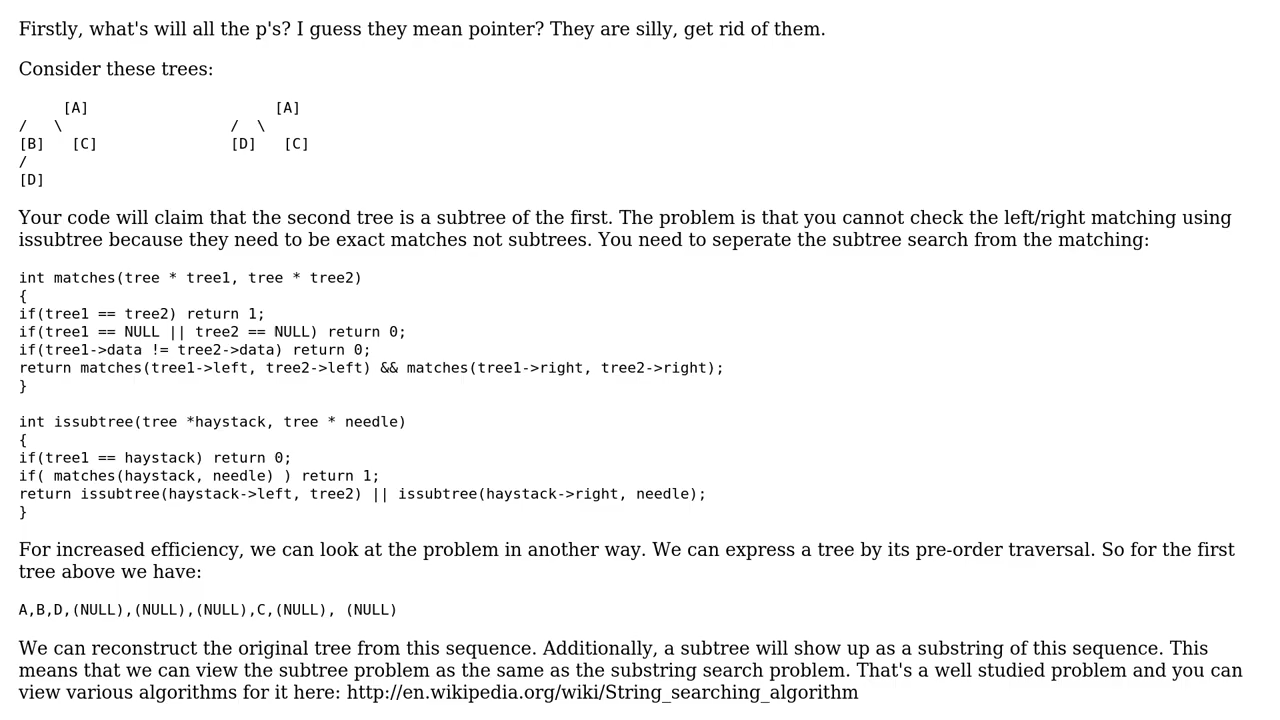 Firstly, what's will all the p's? I guess they mean pointer? They are silly, get rid of them.
Consider these trees:
[A] [A]
/ \ / \
[B] [C] [D] [C]
/
[D]
Your code will claim that the second tree is a subtree of the first. The problem is that you cannot check the left/right matching using
issubtree because they need to be exact matches not subtrees. You need to seperate the subtree search from the matching:
int matches(tree * tree1, tree * tree2)
{
if(tree1 == tree2) return 1;
if(tree1 == NULL || tree2 == NULL) return 0;
if(tree1->data != tree2->data) return 0;
return matches(tree1->left, tree2->left) && matches(tree1->right, tree2->right);
}
int issubtree(tree *haystack, tree * needle)
{
if(tree1 == haystack) return 0;
if( matches(haystack, needle) ) return 1;
return issubtree(haystack->left, tree2) || issubtree(haystack->right, needle);
}
For increased efficiency, we can look at the problem in another way. We can express a tree by its pre-order traversal. So for the first
tree above we have:
A,B,D,(NULL),(NULL),(NULL),C,(NULL), (NULL)
We can reconstruct the original tree from this sequence. Additionally, a subtree will show up as a substring of this sequence. This
means that we can view the subtree problem as the same as the substring search problem. That's a well studied problem and you can
view various algorithms for it here: http://en.wikipedia.org/wiki/String_searching_algorithm